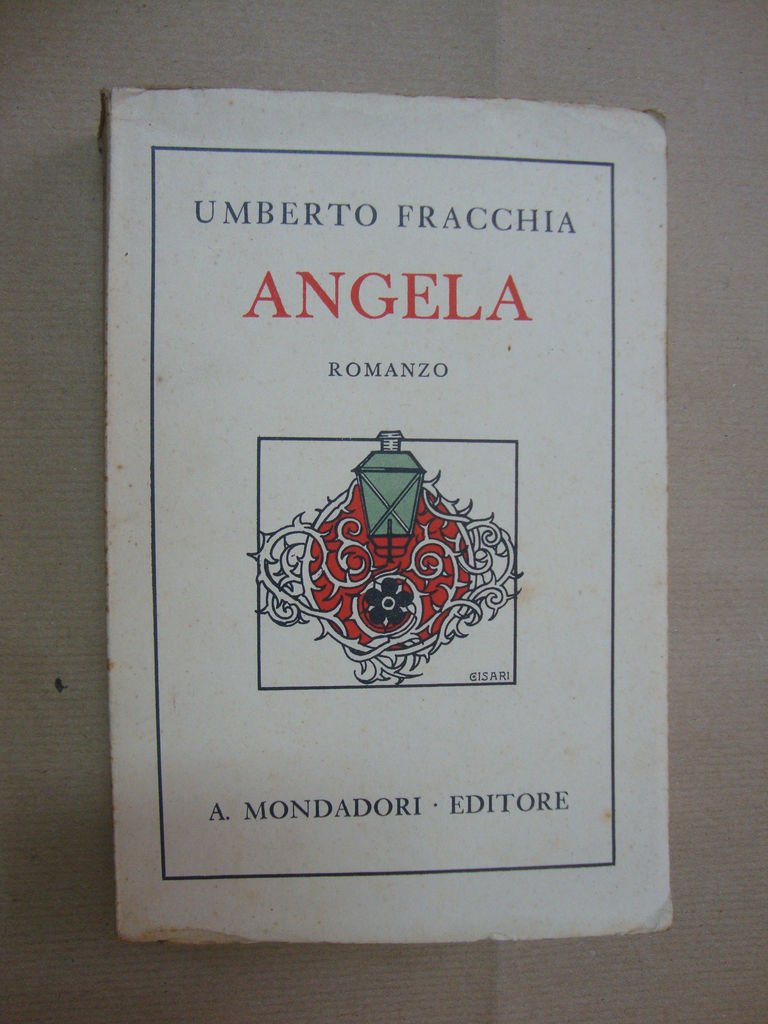 UMBERTO FRACCHIA
ANGELA
ROMANZO
CISARI
A. MONDADORI · EDITORE